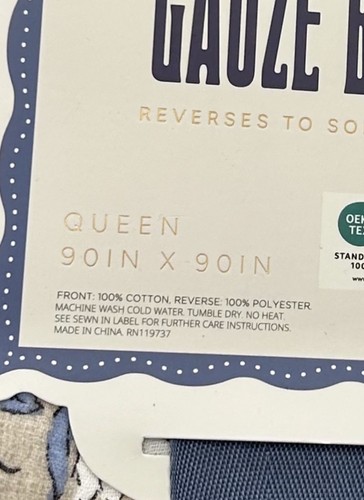 GAUZE
REVERSES TO
QUEEN
90IN X 90IN
FRONT: 100% COTTON, REVERSE: 100% POLYESTER.
MACHINE WASH COLD WATER. TUMBLE DRY. NO HEAT.
SEE SEWN IN LABEL FOR FURTHER CARE INSTRUCTIONS.
MADE IN CHINA. RN119737
OEK
TEX
STAND
100
www